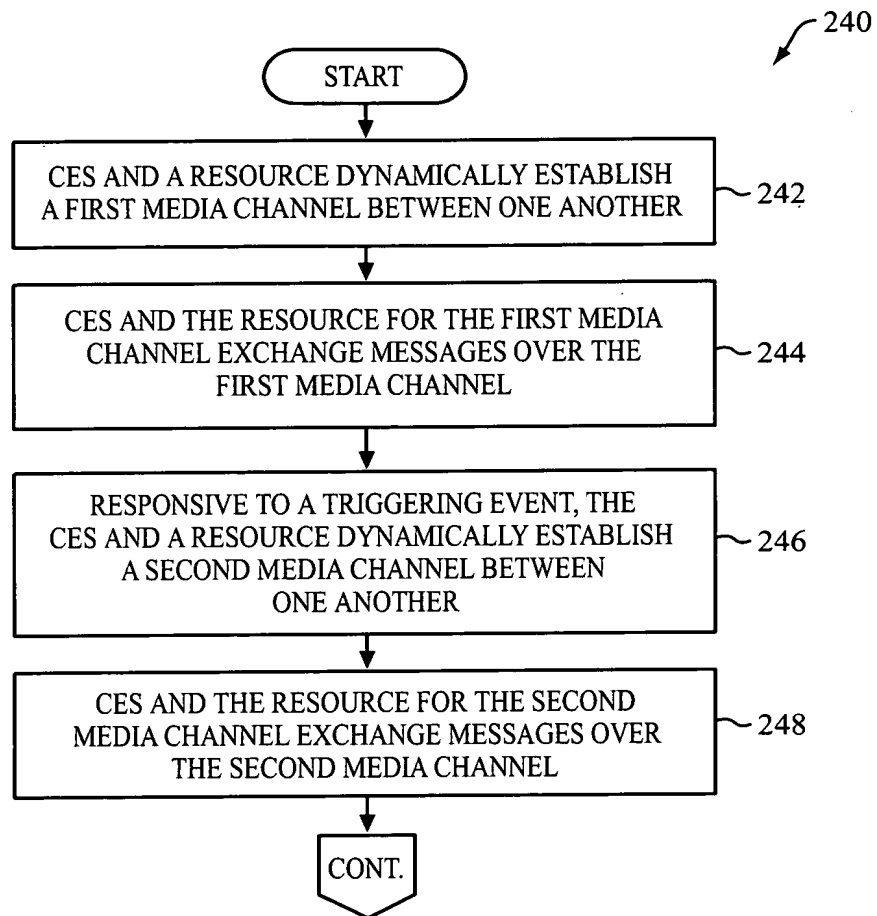 240
START
CES AND A RESOURCE DYNAMICALLY ESTABLISH
A FIRST MEDIA CHANNEL BETWEEN ONE ANOTHER
242
CES AND THE RESOURCE FOR THE FIRST MEDIA
CHANNEL EXCHANGE MESSAGES OVER THE
FIRST MEDIA CHANNEL
244
RESPONSIVE TO A TRIGGERING EVENT, THE
CES AND A RESOURCE DYNAMICALLY ESTABLISH
A SECOND MEDIA CHANNEL BETWEEN
ONE ANOTHER
246
CES AND THE RESOURCE FOR THE SECOND
MEDIA CHANNEL EXCHANGE MESSAGES OVER
THE SECOND MEDIA CHANNEL
248
CONT.